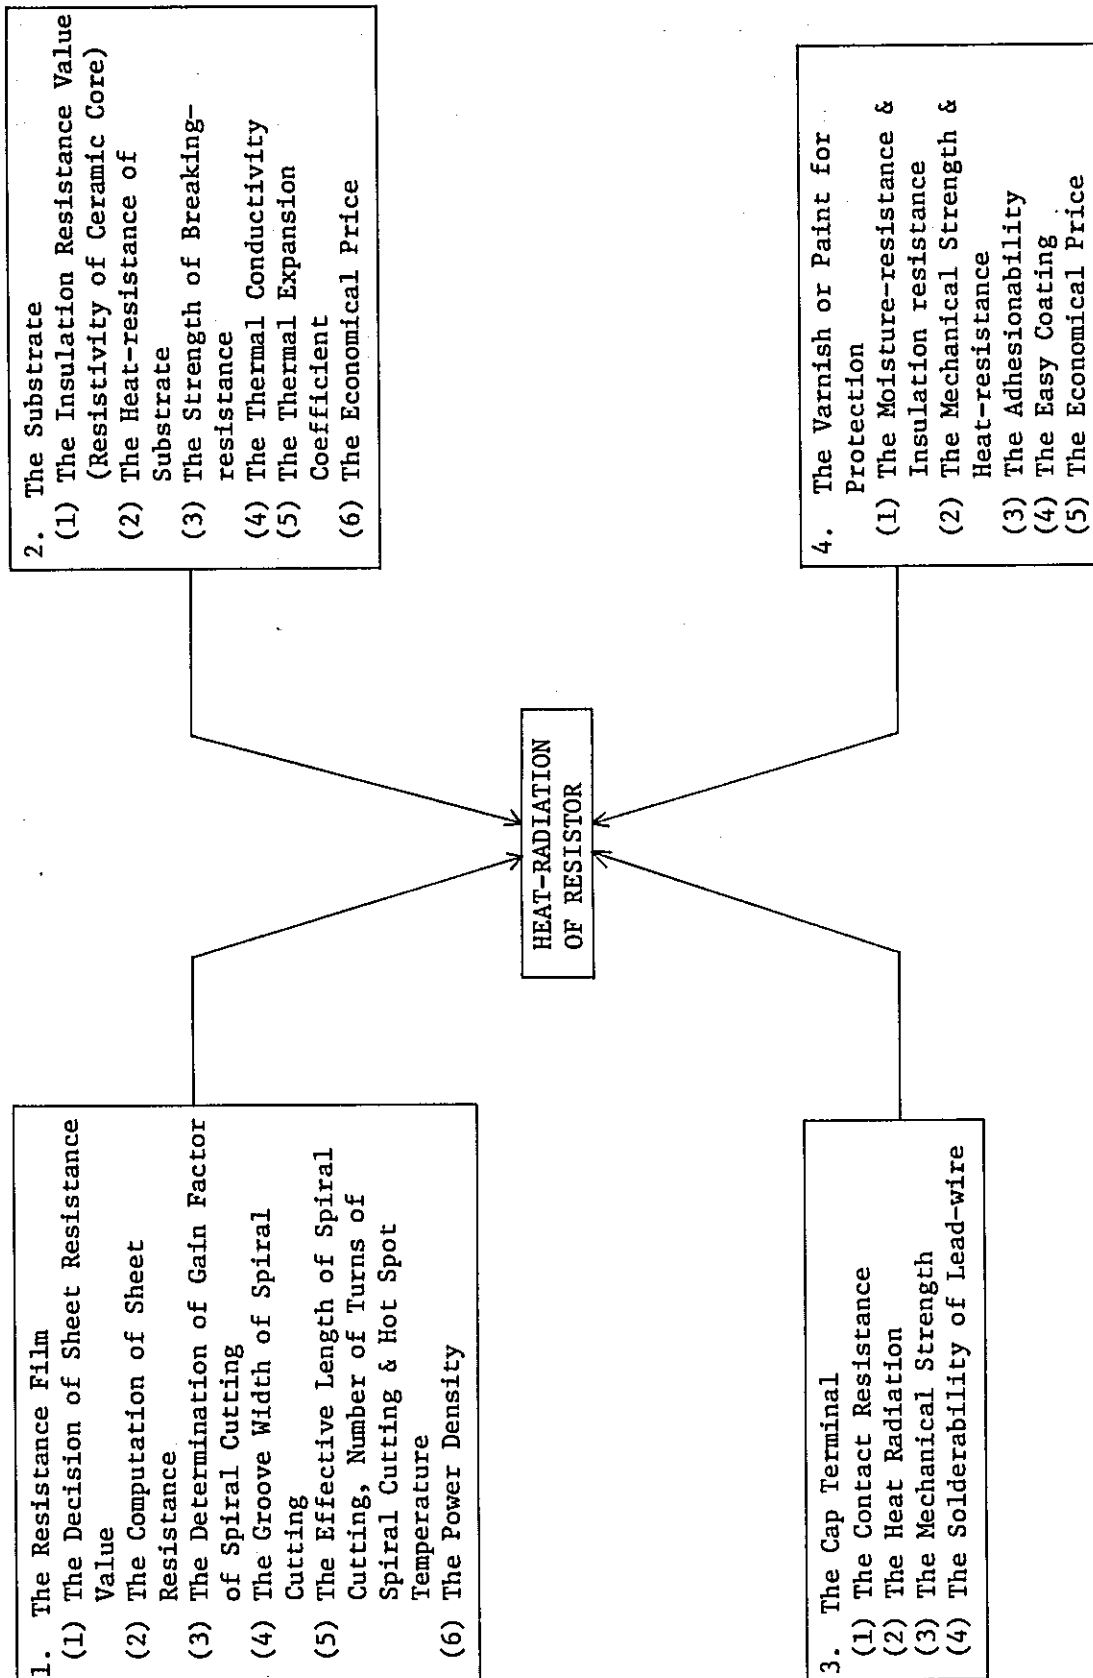 1. The Resistance Film
(1) The Decision of Sheet Resistance
Value
(2) The Computation of Sheet
Resistance
(3) The Determination of Gain Factor
of Spiral Cutting
(4) The Groove Width of Spiral
Cutting
(5) The Effective Length of Spiral
Cutting, Number of Turns of
Spiral Cutting & Hot Spot
Temperature
(6) The Power Density
2. The Substrate
(1) The Insulation Resistance Value
(Resistivity of Ceramic Core)
(2) The Heat-resistance of
Substrate
(3) The Strength of Breaking-
resistance
(4) The Thermal Conductivity
(5) The Thermal Expansion
Coefficient
(6) The Economical Price
HEAT-RADIATION
OF RESISTOR
3. The Cap Terminal
(1) The Contact Resistance
(2) The Heat Radiation
(3) The Mechanical Strength
(4) The Solderability of Lead-wire
4. The Varnish or Paint for
Protection
(1) The Moisture-resistance &
Insulation resistance
(2) The Mechanical Strength &
Heat-resistance
(3) The Adhesionability
(4) The Easy Coating
(5) The Economical Price